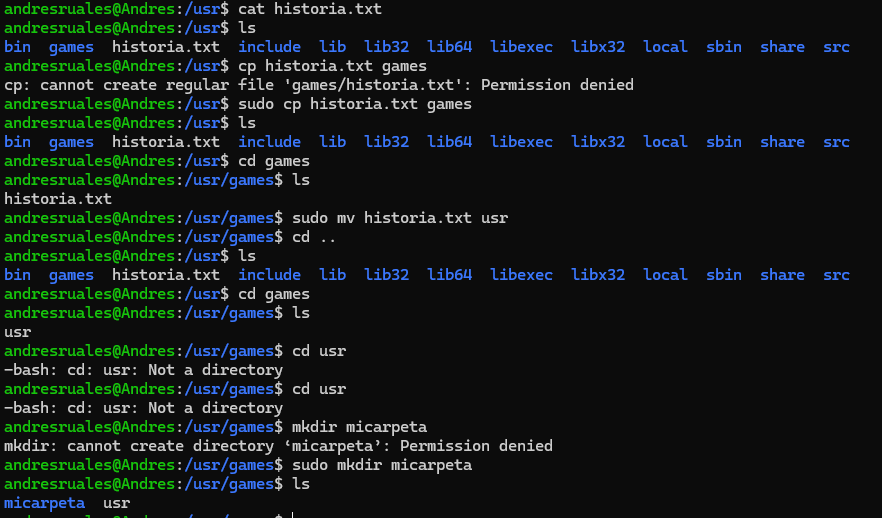 andresruales@Andres:/usr$ cat historia.txt
andresruales@Andres:/usr$ ls
bin  games  historia.txt  include  lib  lib32  lib64  libexec  libx32  local  sbin  share  src
andresruales@Andres:/usr$ cp historia.txt games
cp: cannot create regular file 'games/historia.txt': Permission denied
andresruales@Andres:/usr$ sudo cp historia.txt games
andresruales@Andres:/usr$ ls
bin  games  historia.txt  include  lib  lib32  lib64  libexec  libx32  local  sbin  share  src
andresruales@Andres:/usr$ cd games
andresruales@Andres:/usr/games$ ls
historia.txt
andresruales@Andres:/usr/games$ sudo mv historia.txt usr
andresruales@Andres:/usr/games$ cd ..
andresruales@Andres:/usr$ ls
bin  games  historia.txt  include  lib  lib32  lib64  libexec  libx32  local  sbin  share  src
andresruales@Andres:/usr$ cd games
andresruales@Andres:/usr/games$ ls
usr
andresruales@Andres:/usr/games$ cd usr
-bash: cd: usr: Not a directory
andresruales@Andres:/usr/games$ cd usr
-bash: cd: usr: Not a directory
andresruales@Andres:/usr/games$ mkdir micarpeta
mkdir: cannot create directory ‘micarpeta’: Permission denied
andresruales@Andres:/usr/games$ sudo mkdir micarpeta
andresruales@Andres:/usr/games$ ls
micarpeta  usr
andresruales@Andres:/usr/games$